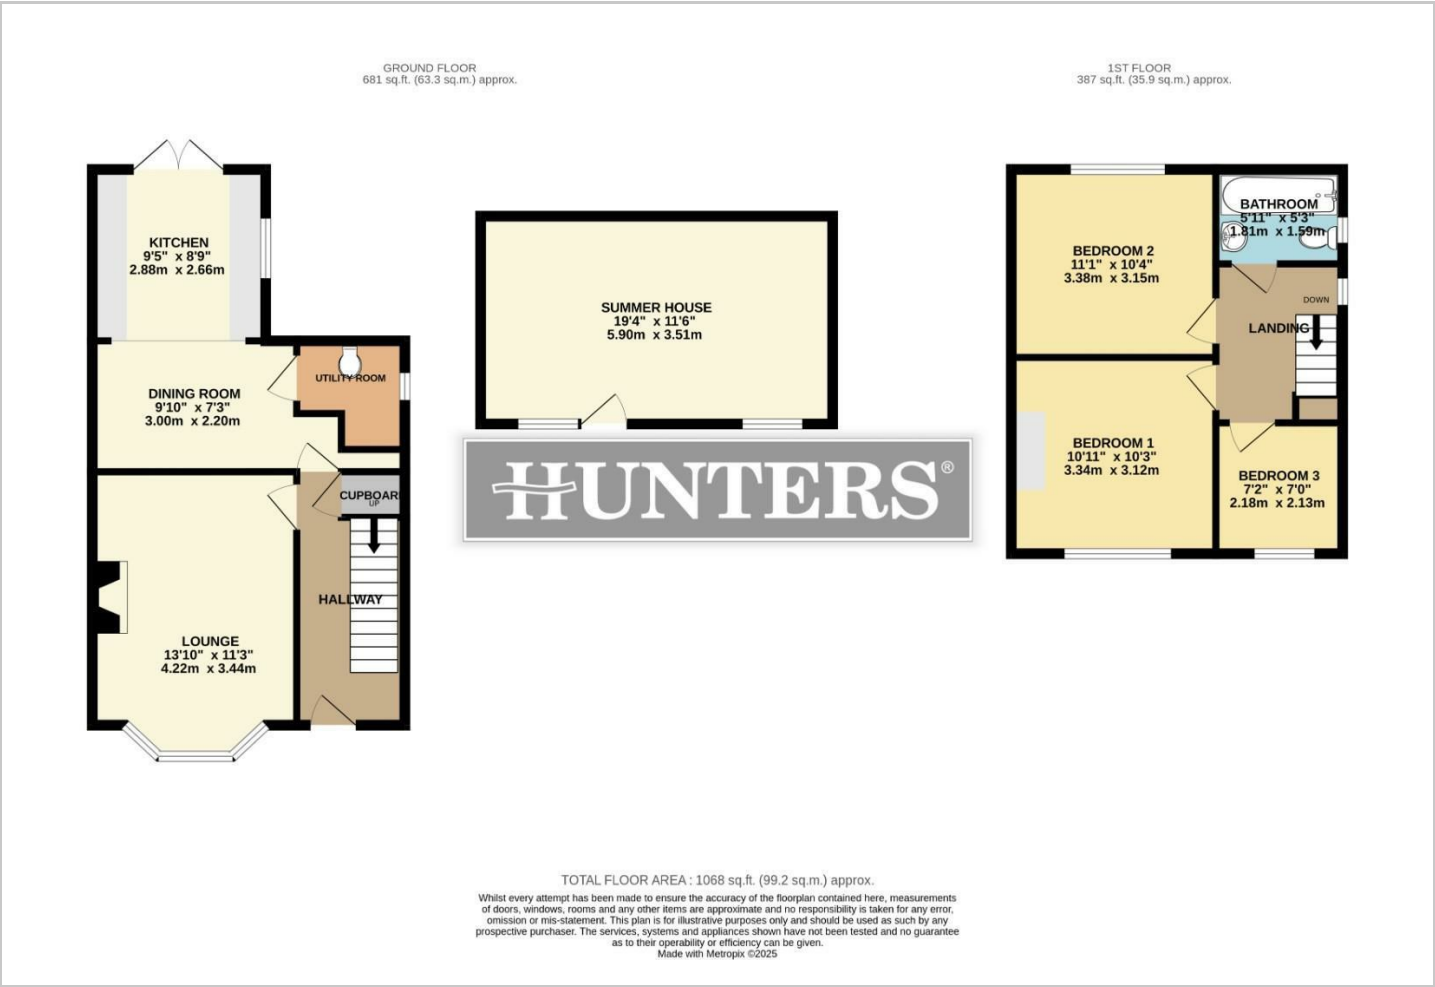 GROUND FLOOR
681 sq.ft. (63.3 sq.m.) approx.
1ST FLOOR
387 sq.ft. (35.9 sq.m.) approx.
KITCHEN
9'5" x 8'9"
2.88m x 2.66m
DINING ROOM
9'10" x 7'3"
3.00m x 2.20m
UTILITY ROOM
CUPBOAR
UP
HALLWAY
LOUNGE
13'10" x 11'3"
4.22m x 3.44m
SUMMER HOUSE
19'4" x 11'6"
5.90m x 3.51m
HUNTERS®
BEDROOM 2
11'1" x 10'4"
3.38m x 3.15m
BATHROOM
5'11" x 5'3"
1.81m x 1.59m
DOWN
LANDING
BEDROOM 1
10'11" x 10'3"
3.34m x 3.12m
BEDROOM 3
7'2" x 7'0"
2.18m x 2.13m
TOTAL FLOOR AREA : 1068 sq.ft. (99.2 sq.m.) approx.
Whilst every attempt has been made to ensure the accuracy of the floorplan contained here, measurements
of doors, windows, rooms and any other items are approximate and no responsibility is taken for any error,
omission or mis-statement. This plan is for illustrative purposes only and should be used as such by any
prospective purchaser. The services, systems and appliances shown have not been tested and no guarantee
as to their operability or efficiency can be given.
Made with Metropix ©2025